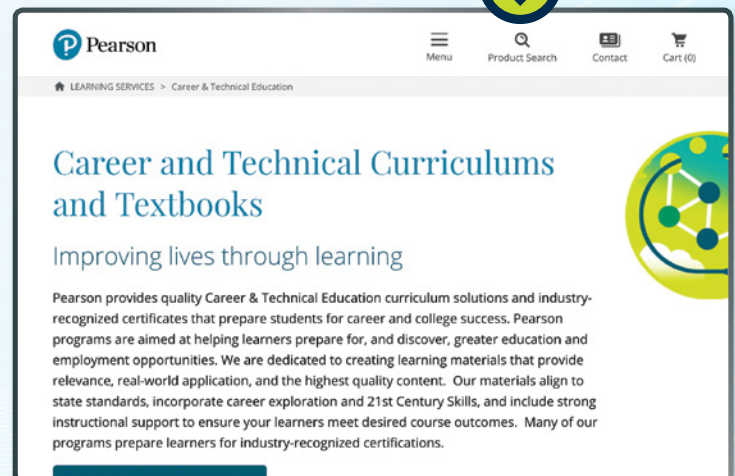 Pearson
Menu
Product Search
Contact
Cart (0)
LEARNING SERVICES > Career & Technical Education
Career and Technical Curriculums
and Textbooks
Improving lives through learning
Pearson provides quality Career & Technical Education curriculum solutions and industry-
recognized certificates that prepare students for career and college success. Pearson
programs are aimed at helping learners prepare for, and discover, greater education and
employment opportunities. We are dedicated to creating learning materials that provide
relevance, real-world application, and the highest quality content. Our materials align to
state standards, incorporate career exploration and 21st Century Skills, and include strong
instructional support to ensure your learners meet desired course outcomes. Many of our
programs prepare learners for industry-recognized certifications.